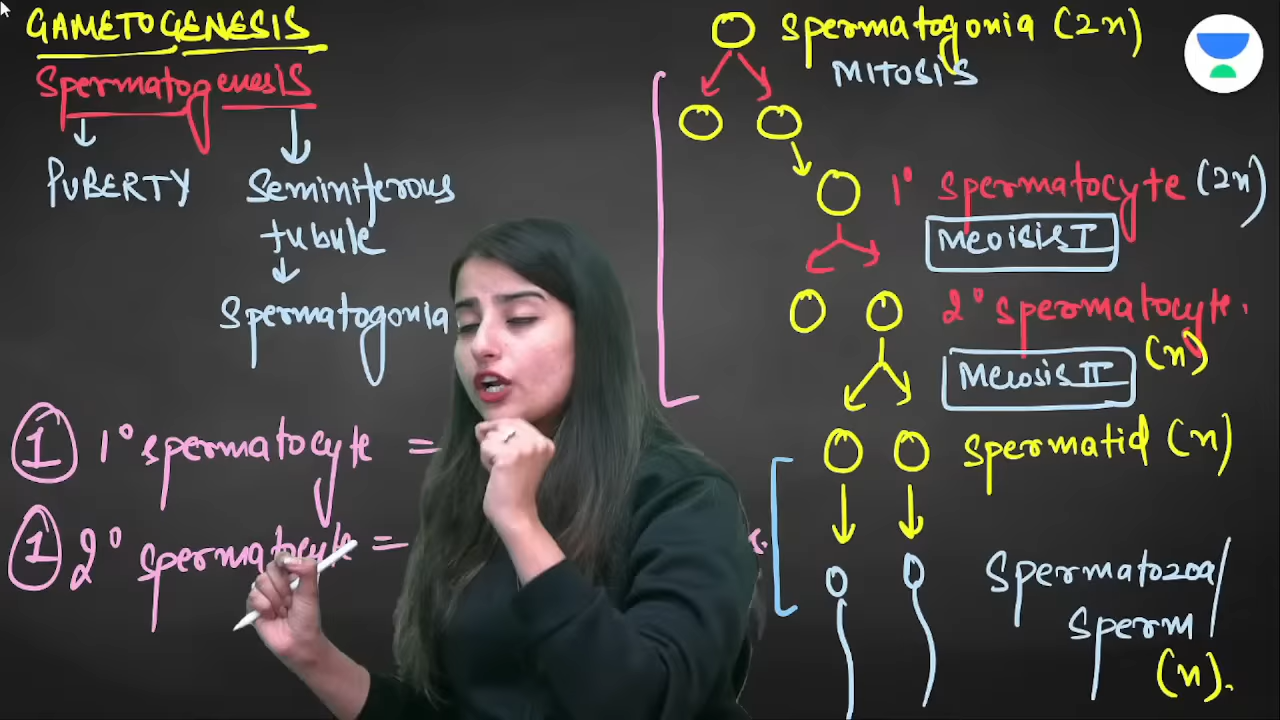 GAMETOGENESIS
Spermatogenesis
PUBERTY
Seminiferous
tubule
Spermatogonia
① 1° spermatocyte =
① 2° spermatocyte =
s.
Spermatogonia (2n)
MITOSIS
1° spermatocyte (2n)
Meoisis I
2° spermatocyte.
(n)
Meiosis II
spermatid (n)
Spermatozoa/
Sperm
(n).